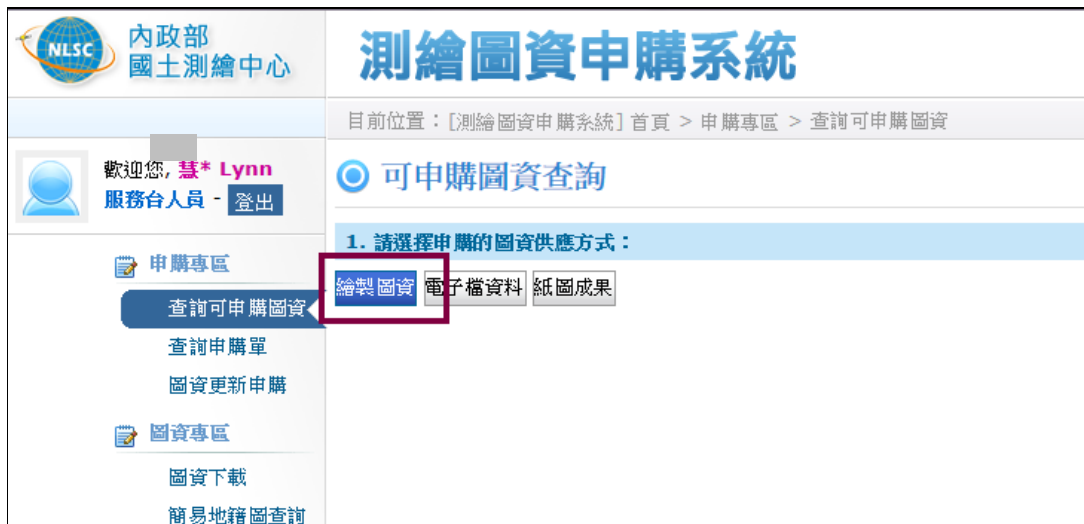 NLSC
內政部
國土測繪中心
測繪圖資申購系統
目前位置：[測繪圖資申購系統] 首頁 > 申購專區 > 查詢可申購圖資
歡迎您, 慧* Lynn
服務台人員 - 登出
可申購圖資查詢
1. 請選擇申購的圖資供應方式：
繪製圖資 電子檔資料 紙圖成果
申購專區
查詢可申購圖資
查詢申購單
圖資更新申購
圖資專區
圖資下載
簡易地籍圖查詢